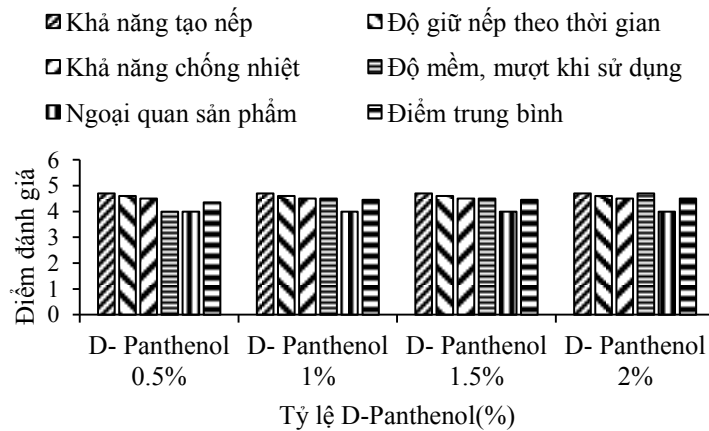 Khả năng tạo nếp
Độ giữ nếp theo thời gian
Khả năng chống nhiệt
Độ mềm, mượt khi sử dụng
Ngoại quan sản phẩm
Điểm trung bình
Điểm đánh giá
6
5
4
3
2
1
0
D- Panthenol 0.5%
D- Panthenol 1%
D- Panthenol 1.5%
D- Panthenol 2%
Tỷ lệ D-Panthenol(%)